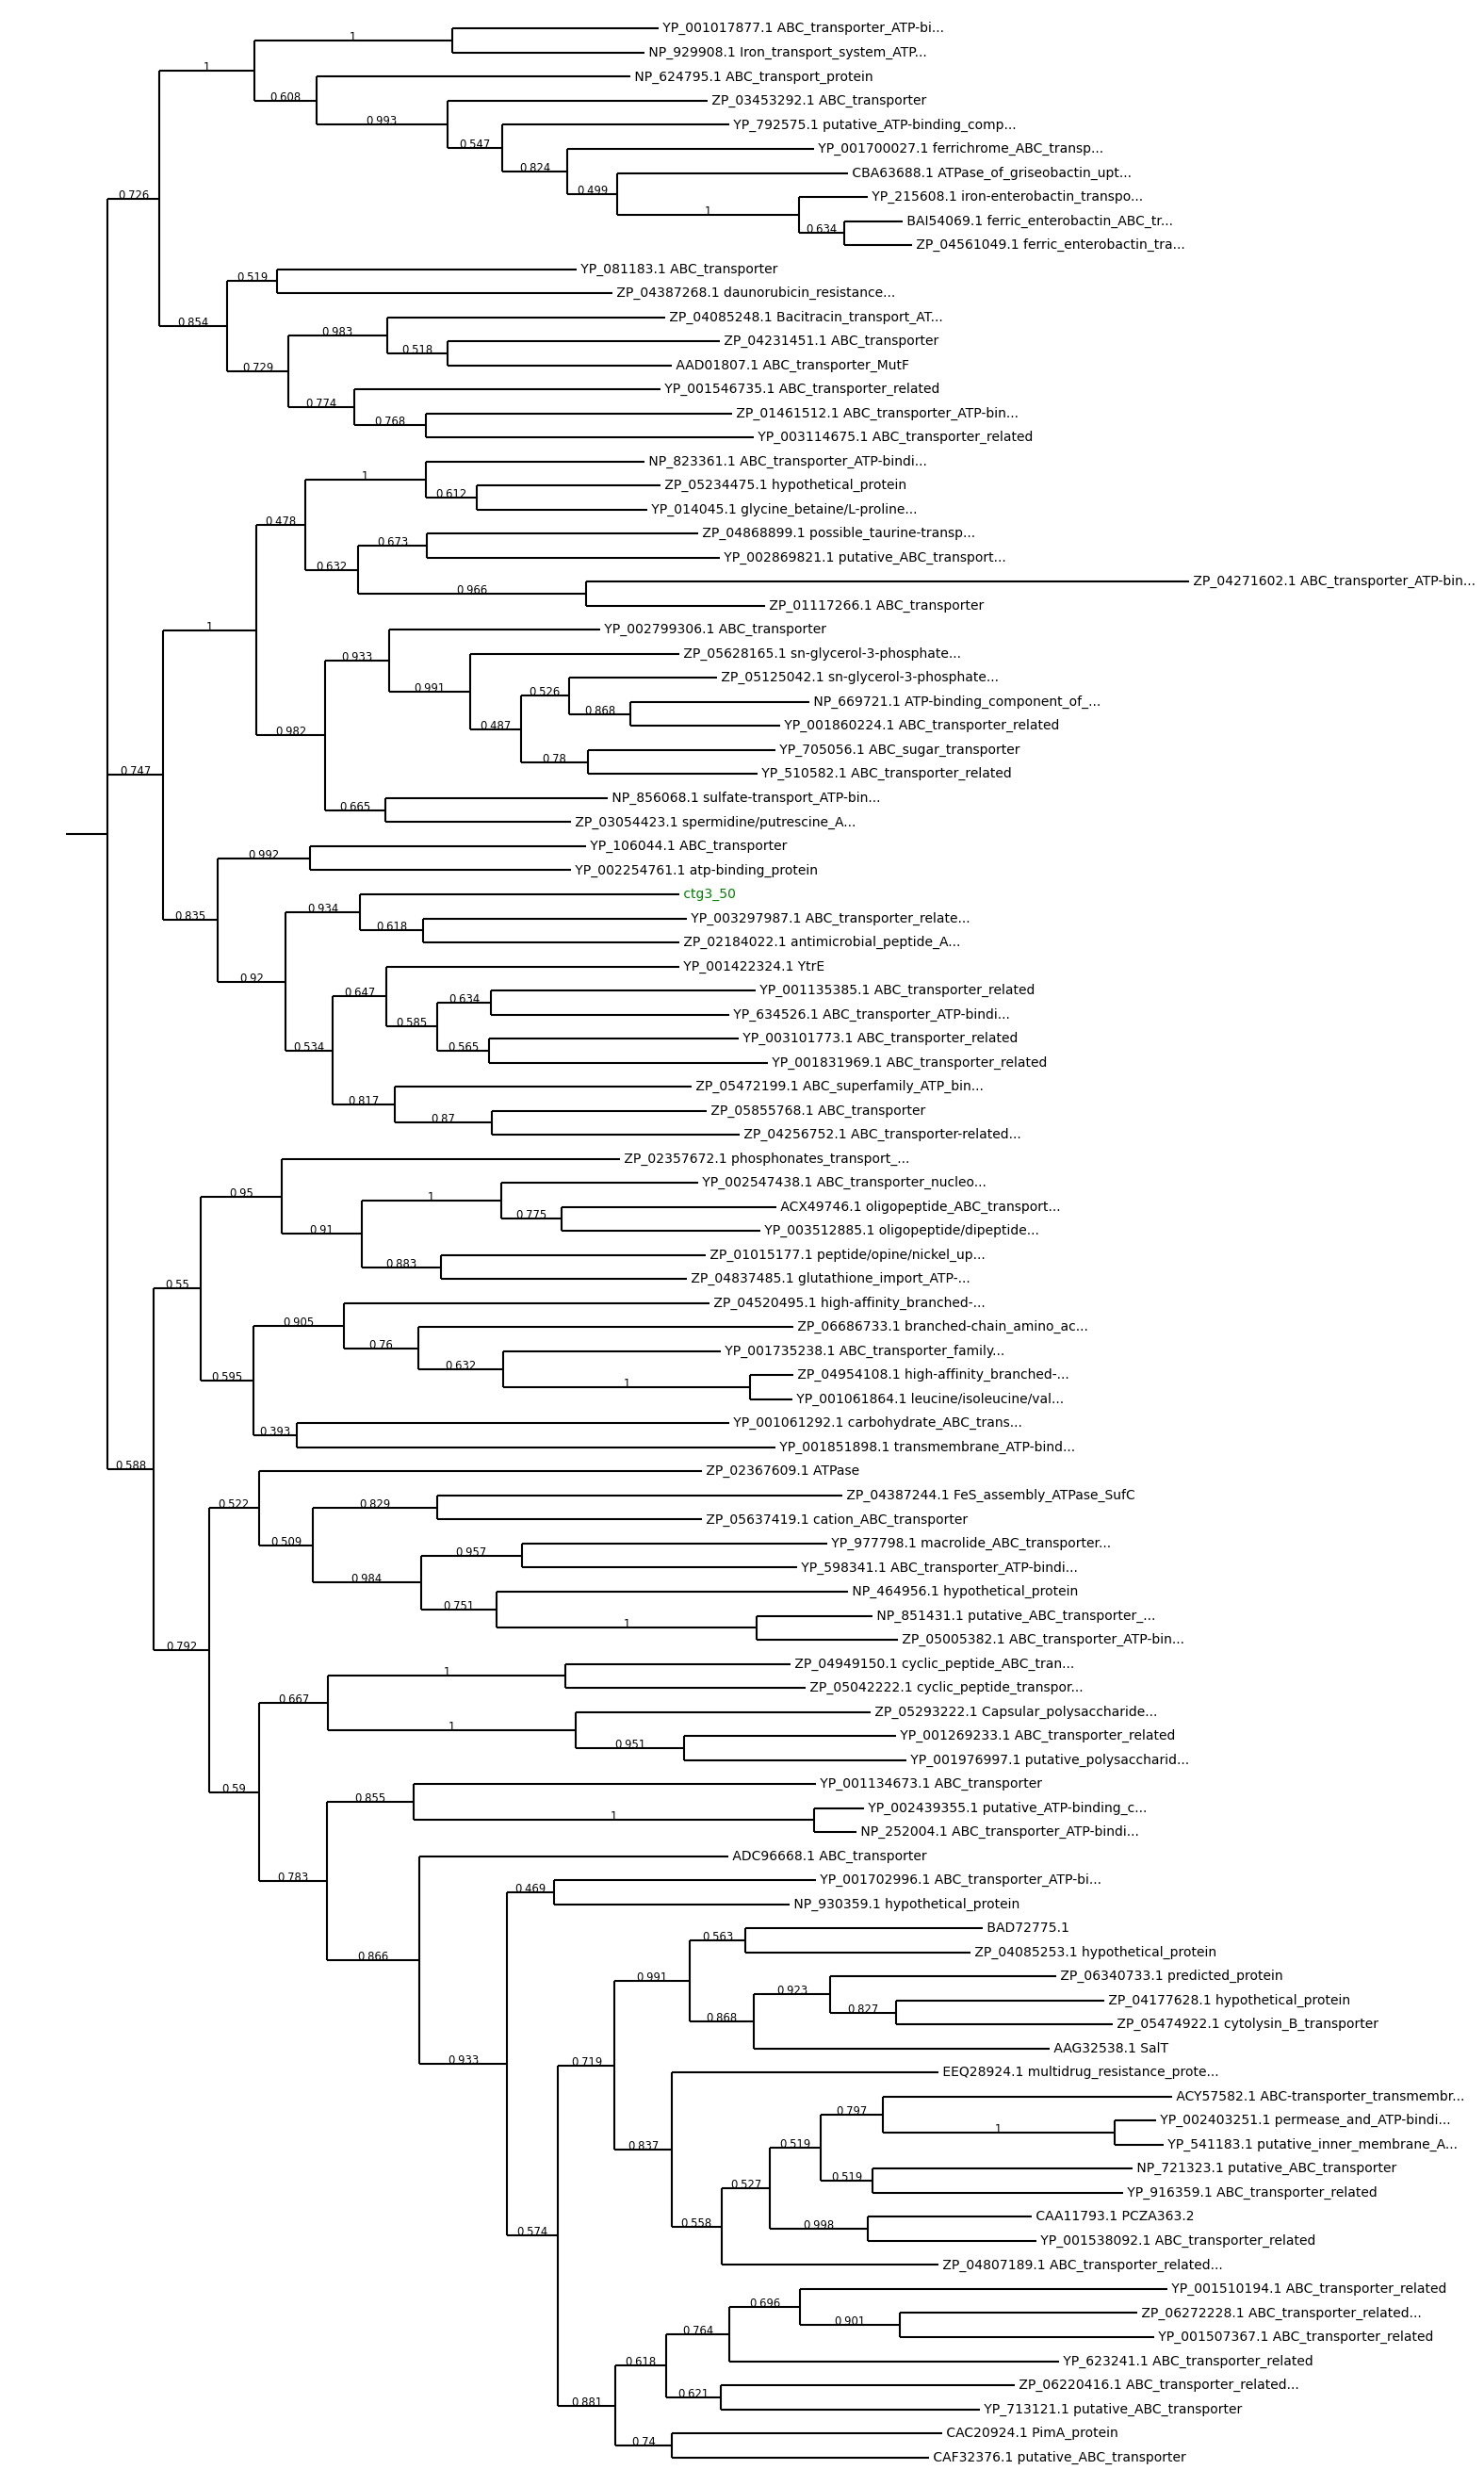 YP_001017877.1 ABC_transporter_ATP-bi...
1
NP_929908.1 Iron_transport_system_ATP...
1
NP_624795.1 ABC_transport_protein
0.608
ZP_03453292.1 ABC_transporter
0.993
YP_792575.1 putative_ATP-binding_comp...
0.547
YP_001700027.1 ferrichrome_ABC_transp...
0.824
CBA63688.1 ATPase_of_griseobactin_upt...
0.499
YP_215608.1 iron-enterobactin_transpo...
0.726
1
BAI54069.1 ferric_enterobactin_ABC_tr...
0.634
ZP_04561049.1 ferric_enterobactin_tra...
YP_081183.1 ABC_transporter
0.519
ZP_04387268.1 daunorubicin_resistance...
0.854
ZP_04085248.1 Bacitracin_transport_AT...
0.983
ZP_04231451.1 ABC_transporter
0.518
AAD01807.1 ABC_transporter_MutF
0.729
YP_001546735.1 ABC_transporter_related
0.774
ZP_01461512.1 ABC_transporter_ATP-bin...
0.768
YP_003114675.1 ABC_transporter_related
NP_823361.1 ABC_transporter_ATP-bindi...
1
ZP_05234475.1 hypothetical_protein
0.612
YP_014045.1 glycine_betaine/L-proline...
0.478
ZP_04868899.1 possible_taurine-transp...
0.673
YP_002869821.1 putative_ABC_transport...
0.632
ZP_04271602.1 ABC_transporter_ATP-bin...
0.966
ZP_01117266.1 ABC_transporter
1
YP_002799306.1 ABC_transporter
0.933
ZP_05628165.1 sn-glycerol-3-phosphate...
0.991
ZP_05125042.1 sn-glycerol-3-phosphate...
0.526
NP_669721.1 ATP-binding_component_of_...
0.868
YP_001860224.1 ABC_transporter_related
0.487
0.982
YP_705056.1 ABC_sugar_transporter
0.78
YP_510582.1 ABC_transporter_related
0.747
NP_856068.1 sulfate-transport_ATP-bin...
0.665
ZP_03054423.1 spermidine/putrescine_A...
YP_106044.1 ABC_transporter
0.992
YP_002254761.1 atp-binding_protein
ctg3_50
0.934
0.835
YP_003297987.1 ABC_transporter_relate...
0.618
ZP_02184022.1 antimicrobial_peptide_A...
YP_001422324.1 YtrE
0.92
YP_001135385.1 ABC_transporter_related
0.647
0.634
YP_634526.1 ABC_transporter_ATP-bindi...
0.585
YP_003101773.1 ABC_transporter_related
0.534
0.565
YP_001831969.1 ABC_transporter_related
ZP_05472199.1 ABC_superfamily_ATP_bin...
0.817
ZP_05855768.1 ABC_transporter
0.87
ZP_04256752.1 ABC_transporter-related...
ZP_02357672.1 phosphonates_transport_...
0.95
YP_002547438.1 ABC_transporter_nucleo...
1
ACX49746.1 oligopeptide_ABC_transport...
0.775
YP_003512885.1 oligopeptide/dipeptide...
0.91
ZP_01015177.1 peptide/opine/nickel_up...
0.883
ZP_04837485.1 glutathione_import_ATP-...
0.55
ZP_04520495.1 high-affinity_branched-...
0.905
ZP_06686733.1 branched-chain_amino_ac...
0.76
YP_001735238.1 ABC_transporter_family...
0.632
ZP_04954108.1 high-affinity_branched-...
0.595
1
YP_001061864.1 leucine/isoleucine/val...
YP_001061292.1 carbohydrate_ABC_trans...
0.393
YP_001851898.1 transmembrane_ATP-bind...
0.588
ZP_02367609.1 ATPase
0.522
ZP_04387244.1 FeS_assembly_ATPase_SufC
0.829
ZP_05637419.1 cation_ABC_transporter
0.509
YP_977798.1 macrolide_ABC_transporter...
0.957
YP_598341.1 ABC_transporter_ATP-bindi...
0.984
NP_464956.1 hypothetical_protein
0.751
NP_851431.1 putative_ABC_transporter_...
1
ZP_05005382.1 ABC_transporter_ATP-bin...
0.792
ZP_04949150.1 cyclic_peptide_ABC_tran...
1
ZP_05042222.1 cyclic_peptide_transpor...
0.667
ZP_05293222.1 Capsular_polysaccharide...
1
YP_001269233.1 ABC_transporter_related
0.951
YP_001976997.1 putative_polysaccharid...
0.59
YP_001134673.1 ABC_transporter
0.855
YP_002439355.1 putative_ATP-binding_c...
1
NP_252004.1 ABC_transporter_ATP-bindi...
ADC96668.1 ABC_transporter
0.783
YP_001702996.1 ABC_transporter_ATP-bi...
0.469
NP_930359.1 hypothetical_protein
BAD72775.1
0.563
ZP_04085253.1 hypothetical_protein
0.866
ZP_06340733.1 predicted_protein
0.991
0.923
ZP_04177628.1 hypothetical_protein
0.827
ZP_05474922.1 cytolysin_B_transporter
0.868
AAG32538.1 SalT
0.933
0.719
EEQ28924.1 multidrug_resistance_prote...
ACY57582.1 ABC-transporter_transmembr...
0.797
YP_002403251.1 permease_and_ATP-bindi...
1
YP_541183.1 putative_inner_membrane_A...
0.837
0.519
NP_721323.1 putative_ABC_transporter
0.519
YP_916359.1 ABC_transporter_related
0.527
CAA11793.1 PCZA363.2
0.558
0.998
YP_001538092.1 ABC_transporter_related
0.574
ZP_04807189.1 ABC_transporter_related...
YP_001510194.1 ABC_transporter_related
0.696
ZP_06272228.1 ABC_transporter_related...
0.901
YP_001507367.1 ABC_transporter_related
0.764
YP_623241.1 ABC_transporter_related
0.618
ZP_06220416.1 ABC_transporter_related...
0.621
YP_713121.1 putative_ABC_transporter
0.881
CAC20924.1 PimA_protein
0.74
CAF32376.1 putative_ABC_transporter